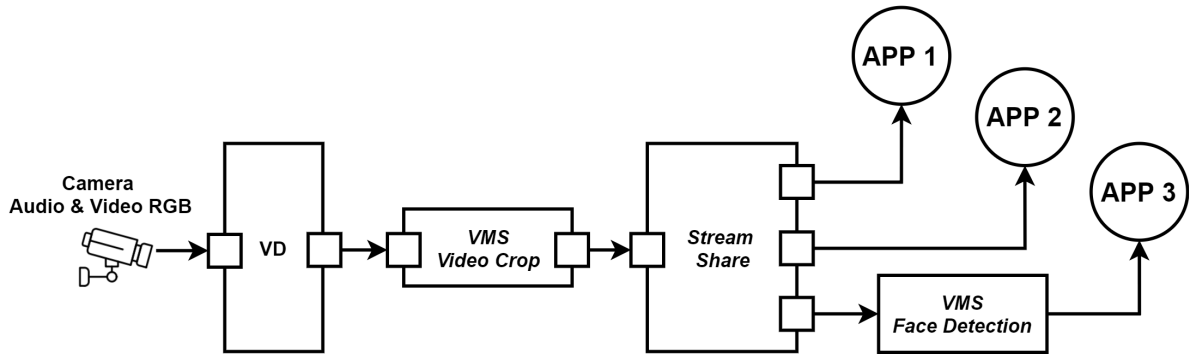 APP 1
APP 2
APP 3
Camera
Audio & Video RGB
VD
VMS
Video Crop
Stream
Share
VMS
Face Detection